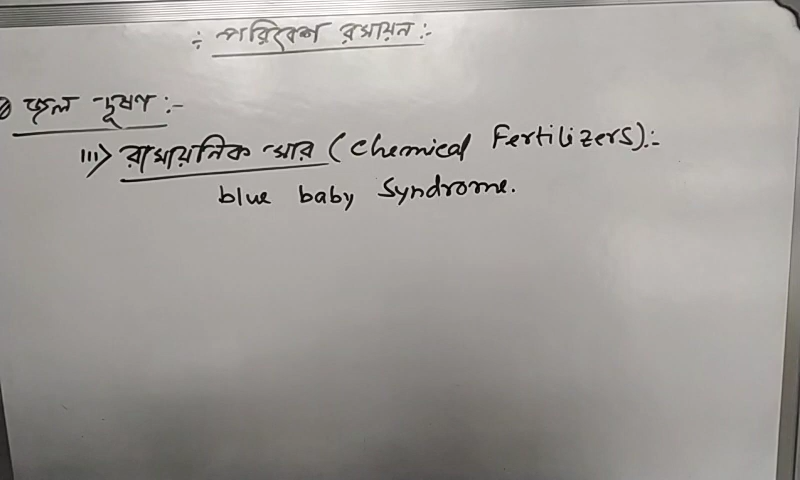 ÷ পরিবেশ রসায়ন :-
জল দূষণ :-
iii> রাসায়নিক সার (Chemical Fertilizers):-
blue baby Syndrome.